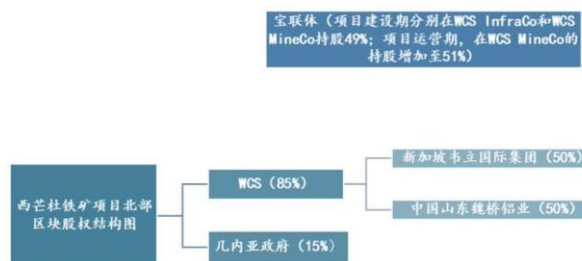 宝联体（项目建设期分别在WCS InfraCo和WCS
MineCo持股49%；项目运营期，在WCS MineCo的
持股增加至51%）
新加坡韦立国际集团（50%）
WCS（85%）
西芒杜铁矿项目北部
区块股权结构图
中国山东魏桥铝业（50%）
几内亚政府（15%）